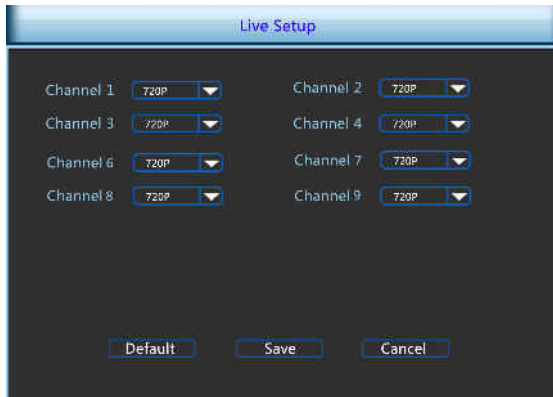 Live Setup
Channel 1 720P Channel 2 720P
Channel 3 720P Channel 4 720P
Channel 6 720P Channel 7 720P
Channel 8 720P Channel 9 720P
Default Save Cancel